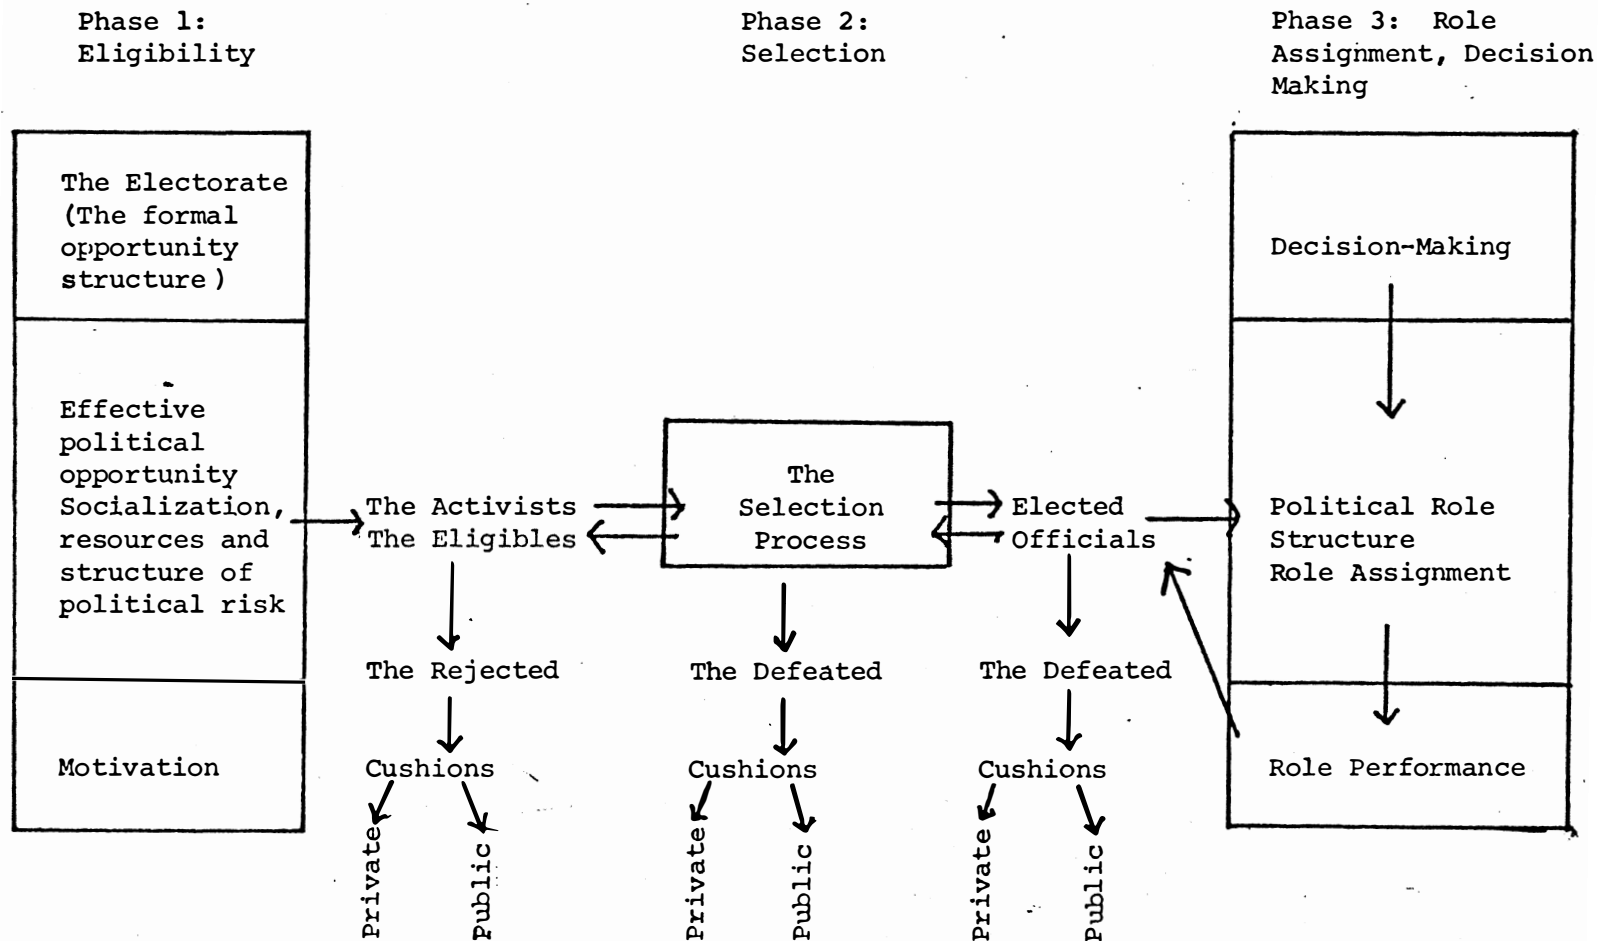 Phase 1:
Eligibility
Phase 2:
Selection
Phase 3: Role
Assignment, Decision
Making
The Electorate
(The formal
opportunity
structure)
Effective
political
opportunity
Socialization,
resources and
structure of
political risk
Motivation
The Activists
The Eligibles
The Rejected
Cushions
Private
Public
The
Selection
Process
The Defeated
Cushions
Private
Public
Elected
Officials
The Defeated
Cushions
Private
Public
Decision-Making
Political Role
Structure
Role Assignment
Role Performance